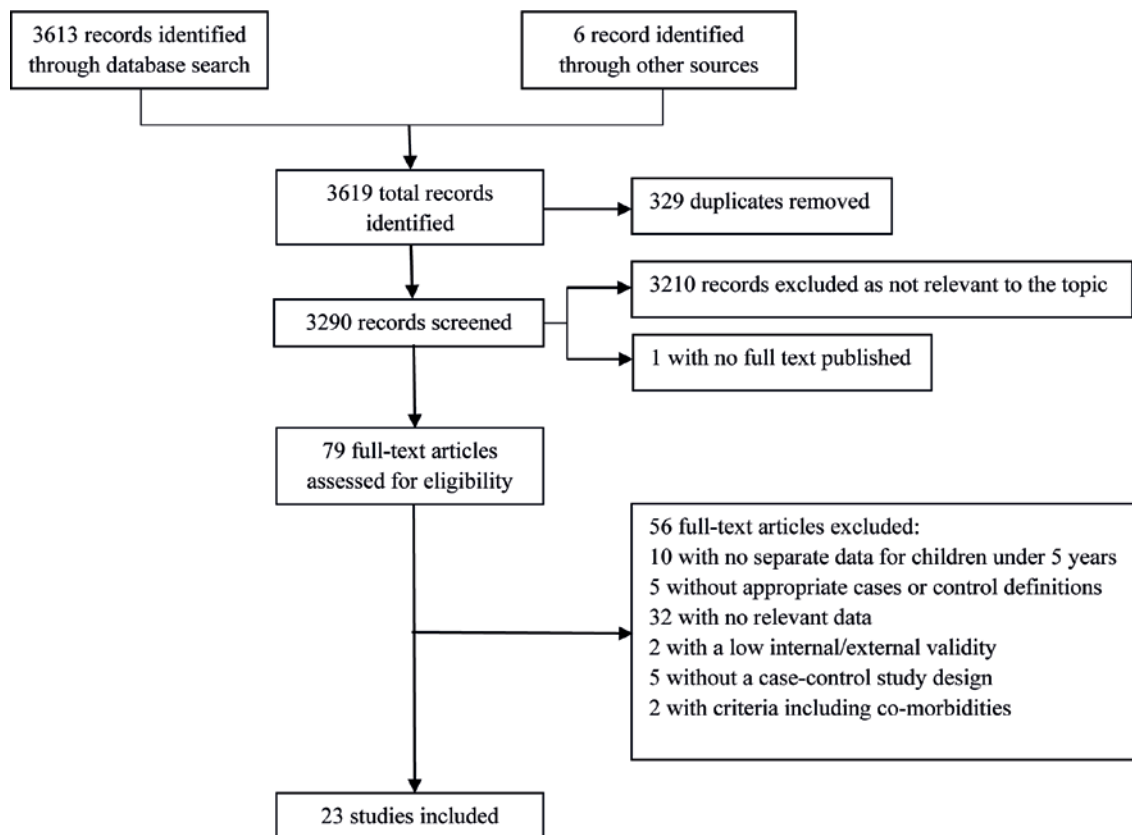 3613 records identified
through database search
6 record identified
through other sources
3619 total records
identified
329 duplicates removed
3210 records excluded as not relevant to the topic
3290 records screened
1 with no full text published
79 full-text articles
assessed for eligibility
56 full-text articles excluded:
10 with no separate data for children under 5 years
5 without appropriate cases or control definitions
32 with no relevant data
2 with a low internal/external validity
5 without a case-control study design
2 with criteria including co-morbidities
23 studies included